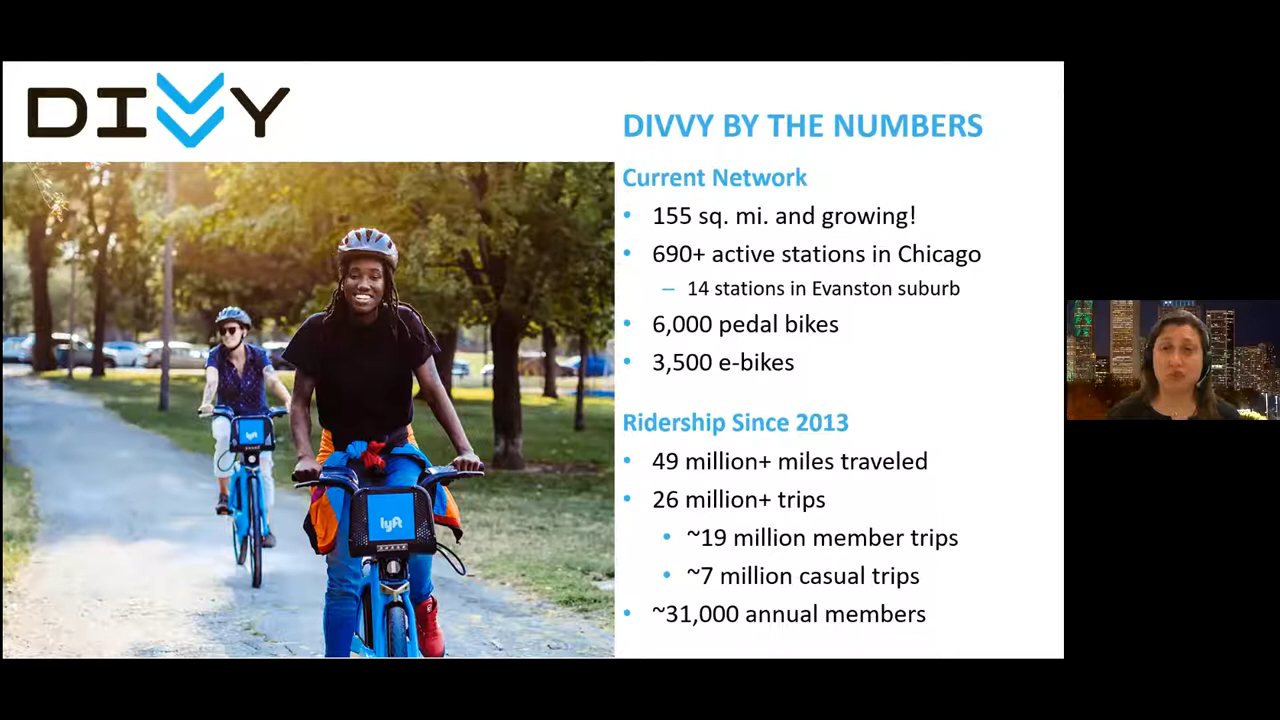 DIVVY
DIVVY BY THE NUMBERS
Current Network
• 155 sq. mi. and growing!
• 690+ active stations in Chicago
– 14 stations in Evanston suburb
• 6,000 pedal bikes
• 3,500 e-bikes
Ridership Since 2013
• 49 million+ miles traveled
• 26 million+ trips
• ~19 million member trips
• ~7 million casual trips
• ~31,000 annual members
lyft
lyft